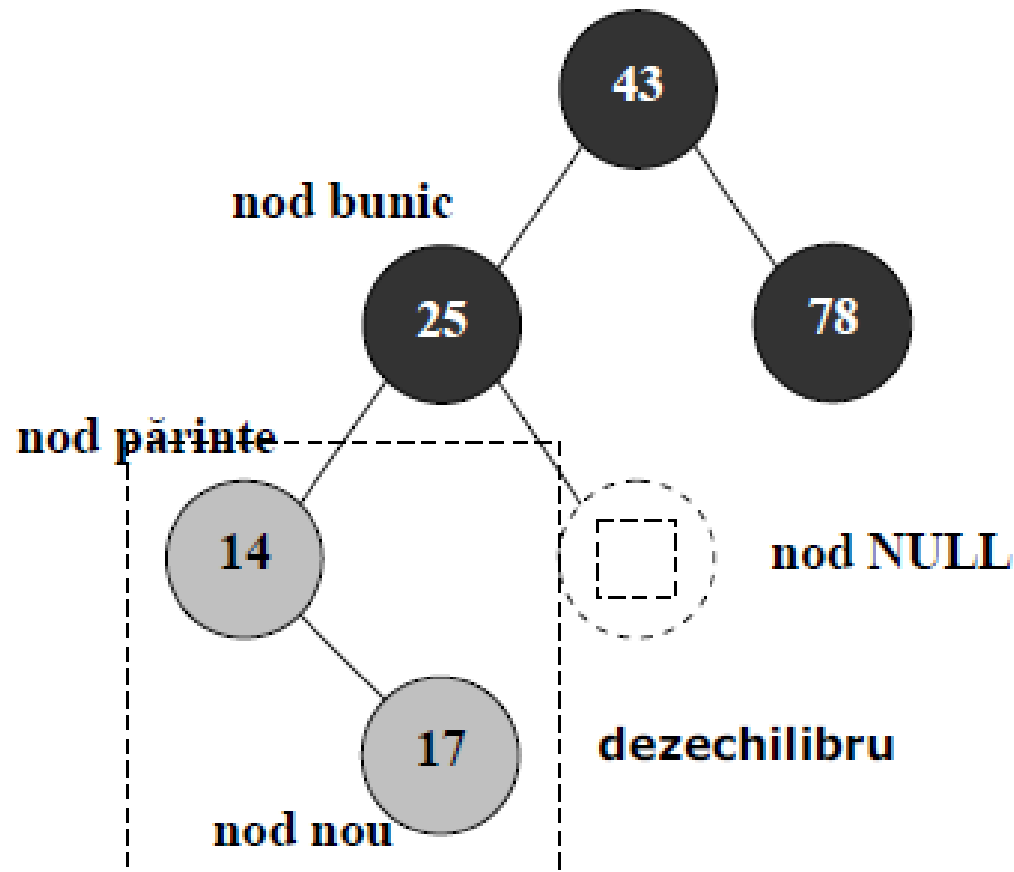 43
nod bunic
25
78
nod părinte
14
nod NULL
17
dezechilibru
nod nou